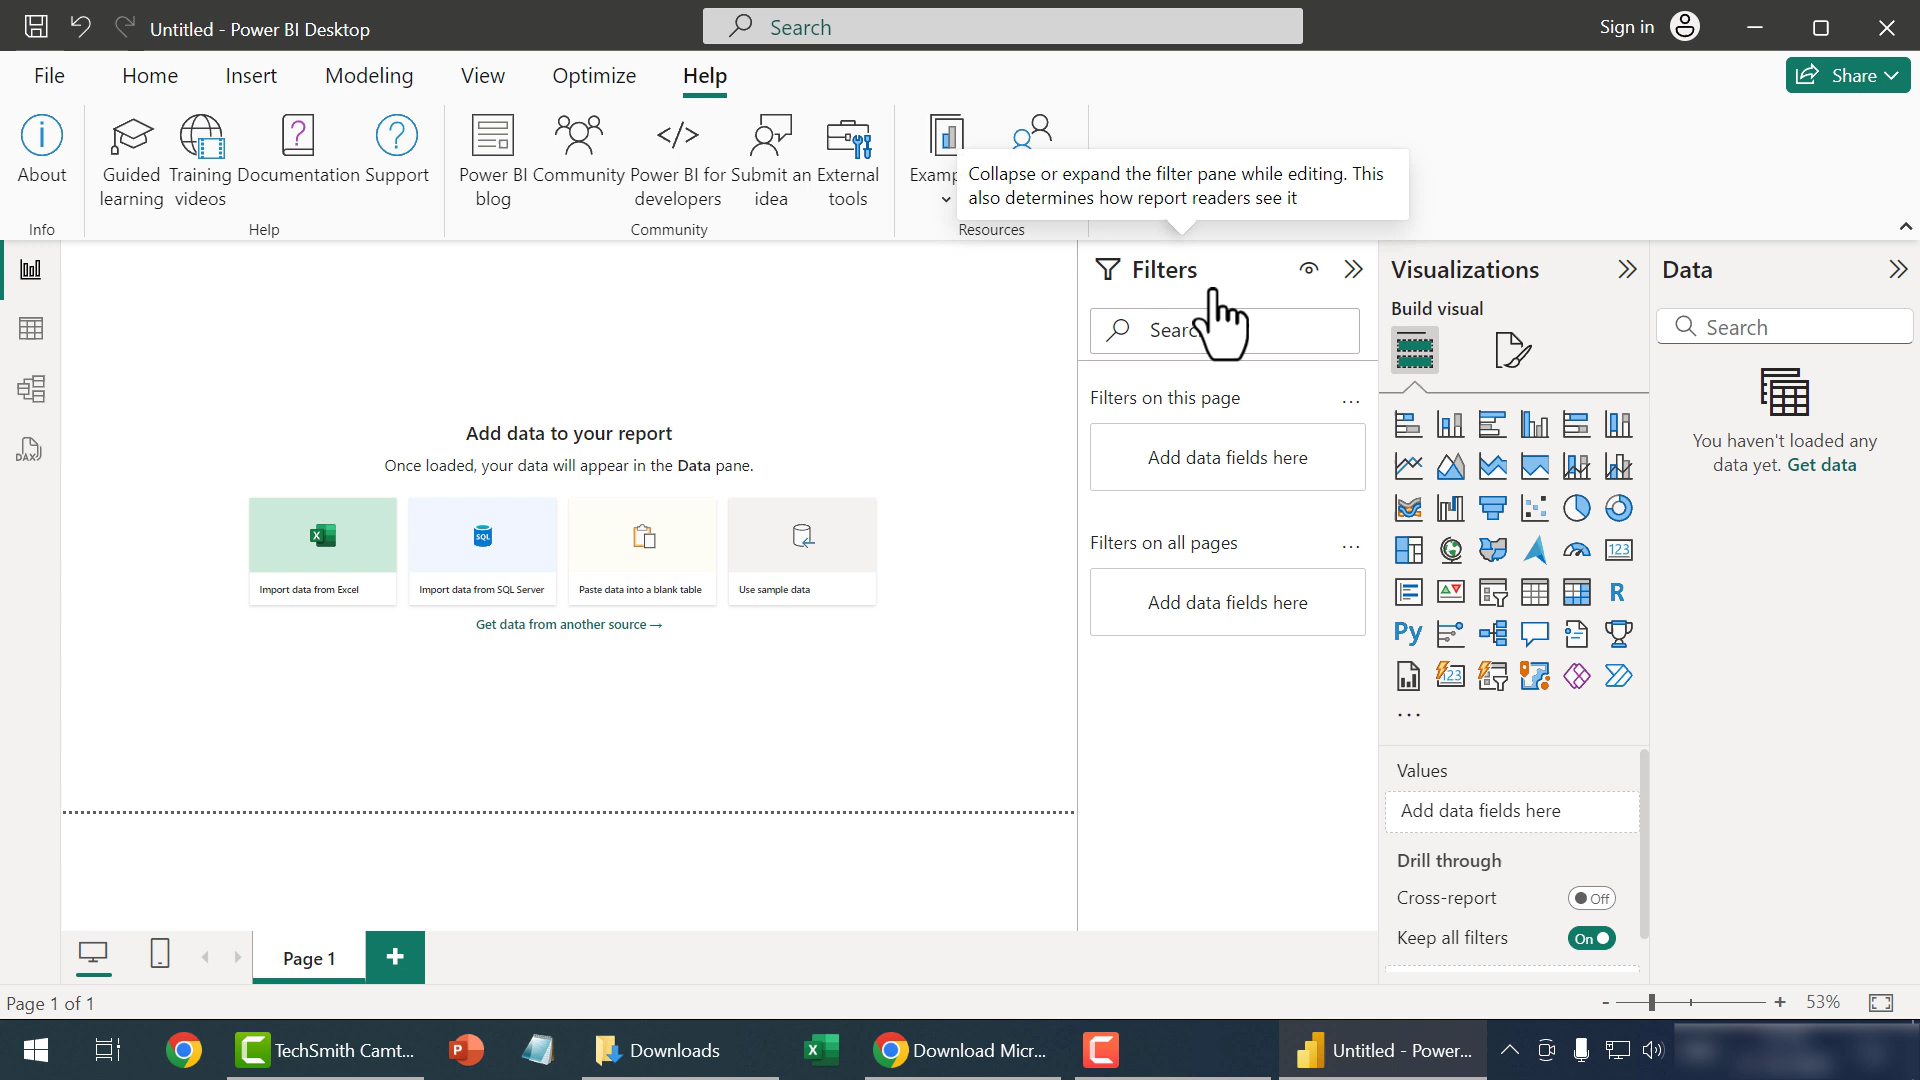 Untitled - Power BI Desktop
Search
Sign in
File
Home
Insert
Modeling
View
Optimize
Help
Share
About
Guided learning
Training videos
Documentation
Support
Power BI blog
Community
Power BI for developers
Submit an idea
External tools
Examp
Info
Help
Community
Resources
Collapse or expand the filter pane while editing. This
also determines how report readers see it
Filters
Search
Filters on this page
...
Add data fields here
Filters on all pages
...
Add data fields here
Visualizations
Build visual
123
R
Py
123
...
Values
Add data fields here
Drill through
Cross-report
Off
Keep all filters
On
Data
Search
You haven't loaded any
data yet. Get data
DAX
Add data to your report
Once loaded, your data will appear in the Data pane.
X
SQL
Import data from Excel
Import data from SQL Server
Paste data into a blank table
Use sample data
Get data from another source →
Page 1
+
Page 1 of 1
-
+
53%
TechSmith Camt...
Downloads
Download Micr...
Untitled - Power...